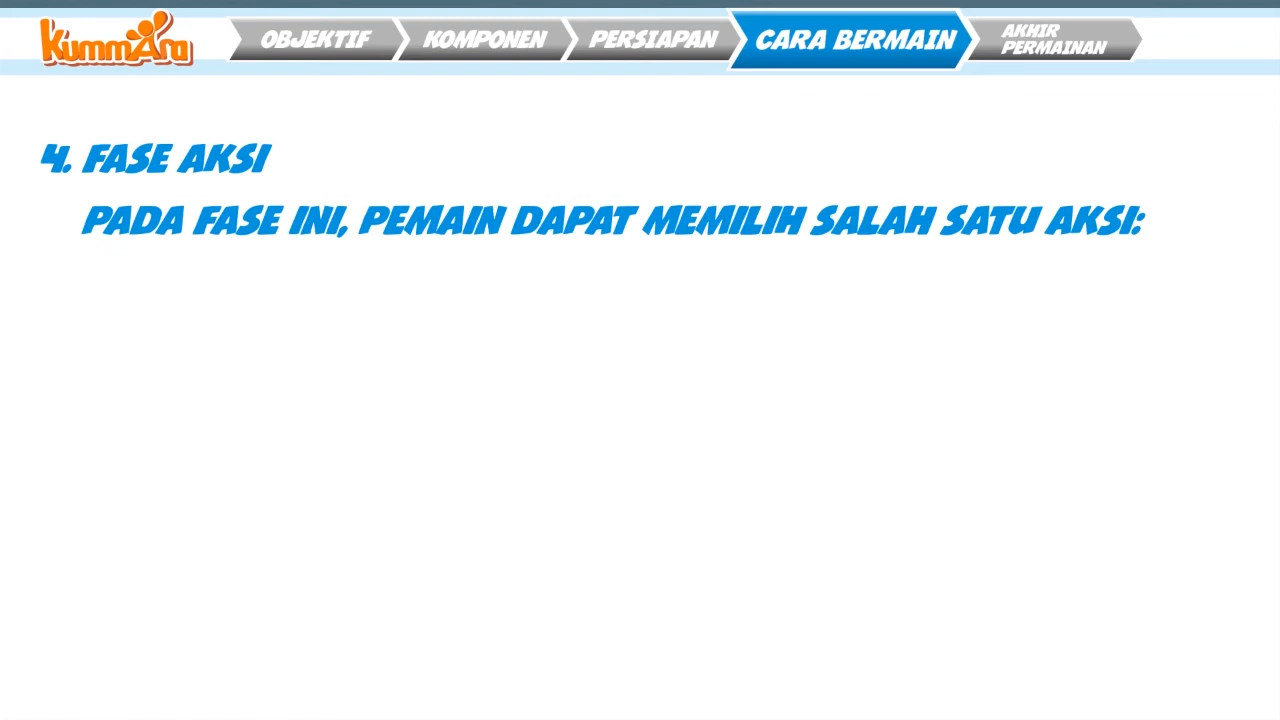 Kummara
OBJEKTIF
KOMPONEN
PERSIAPAN
CARA BERMAIN
AKHIR
PERMAINAN
4. FASE AKSI
PADA FASE INI, PEMAIN DAPAT MEMILIH SALAH SATU AKSI: